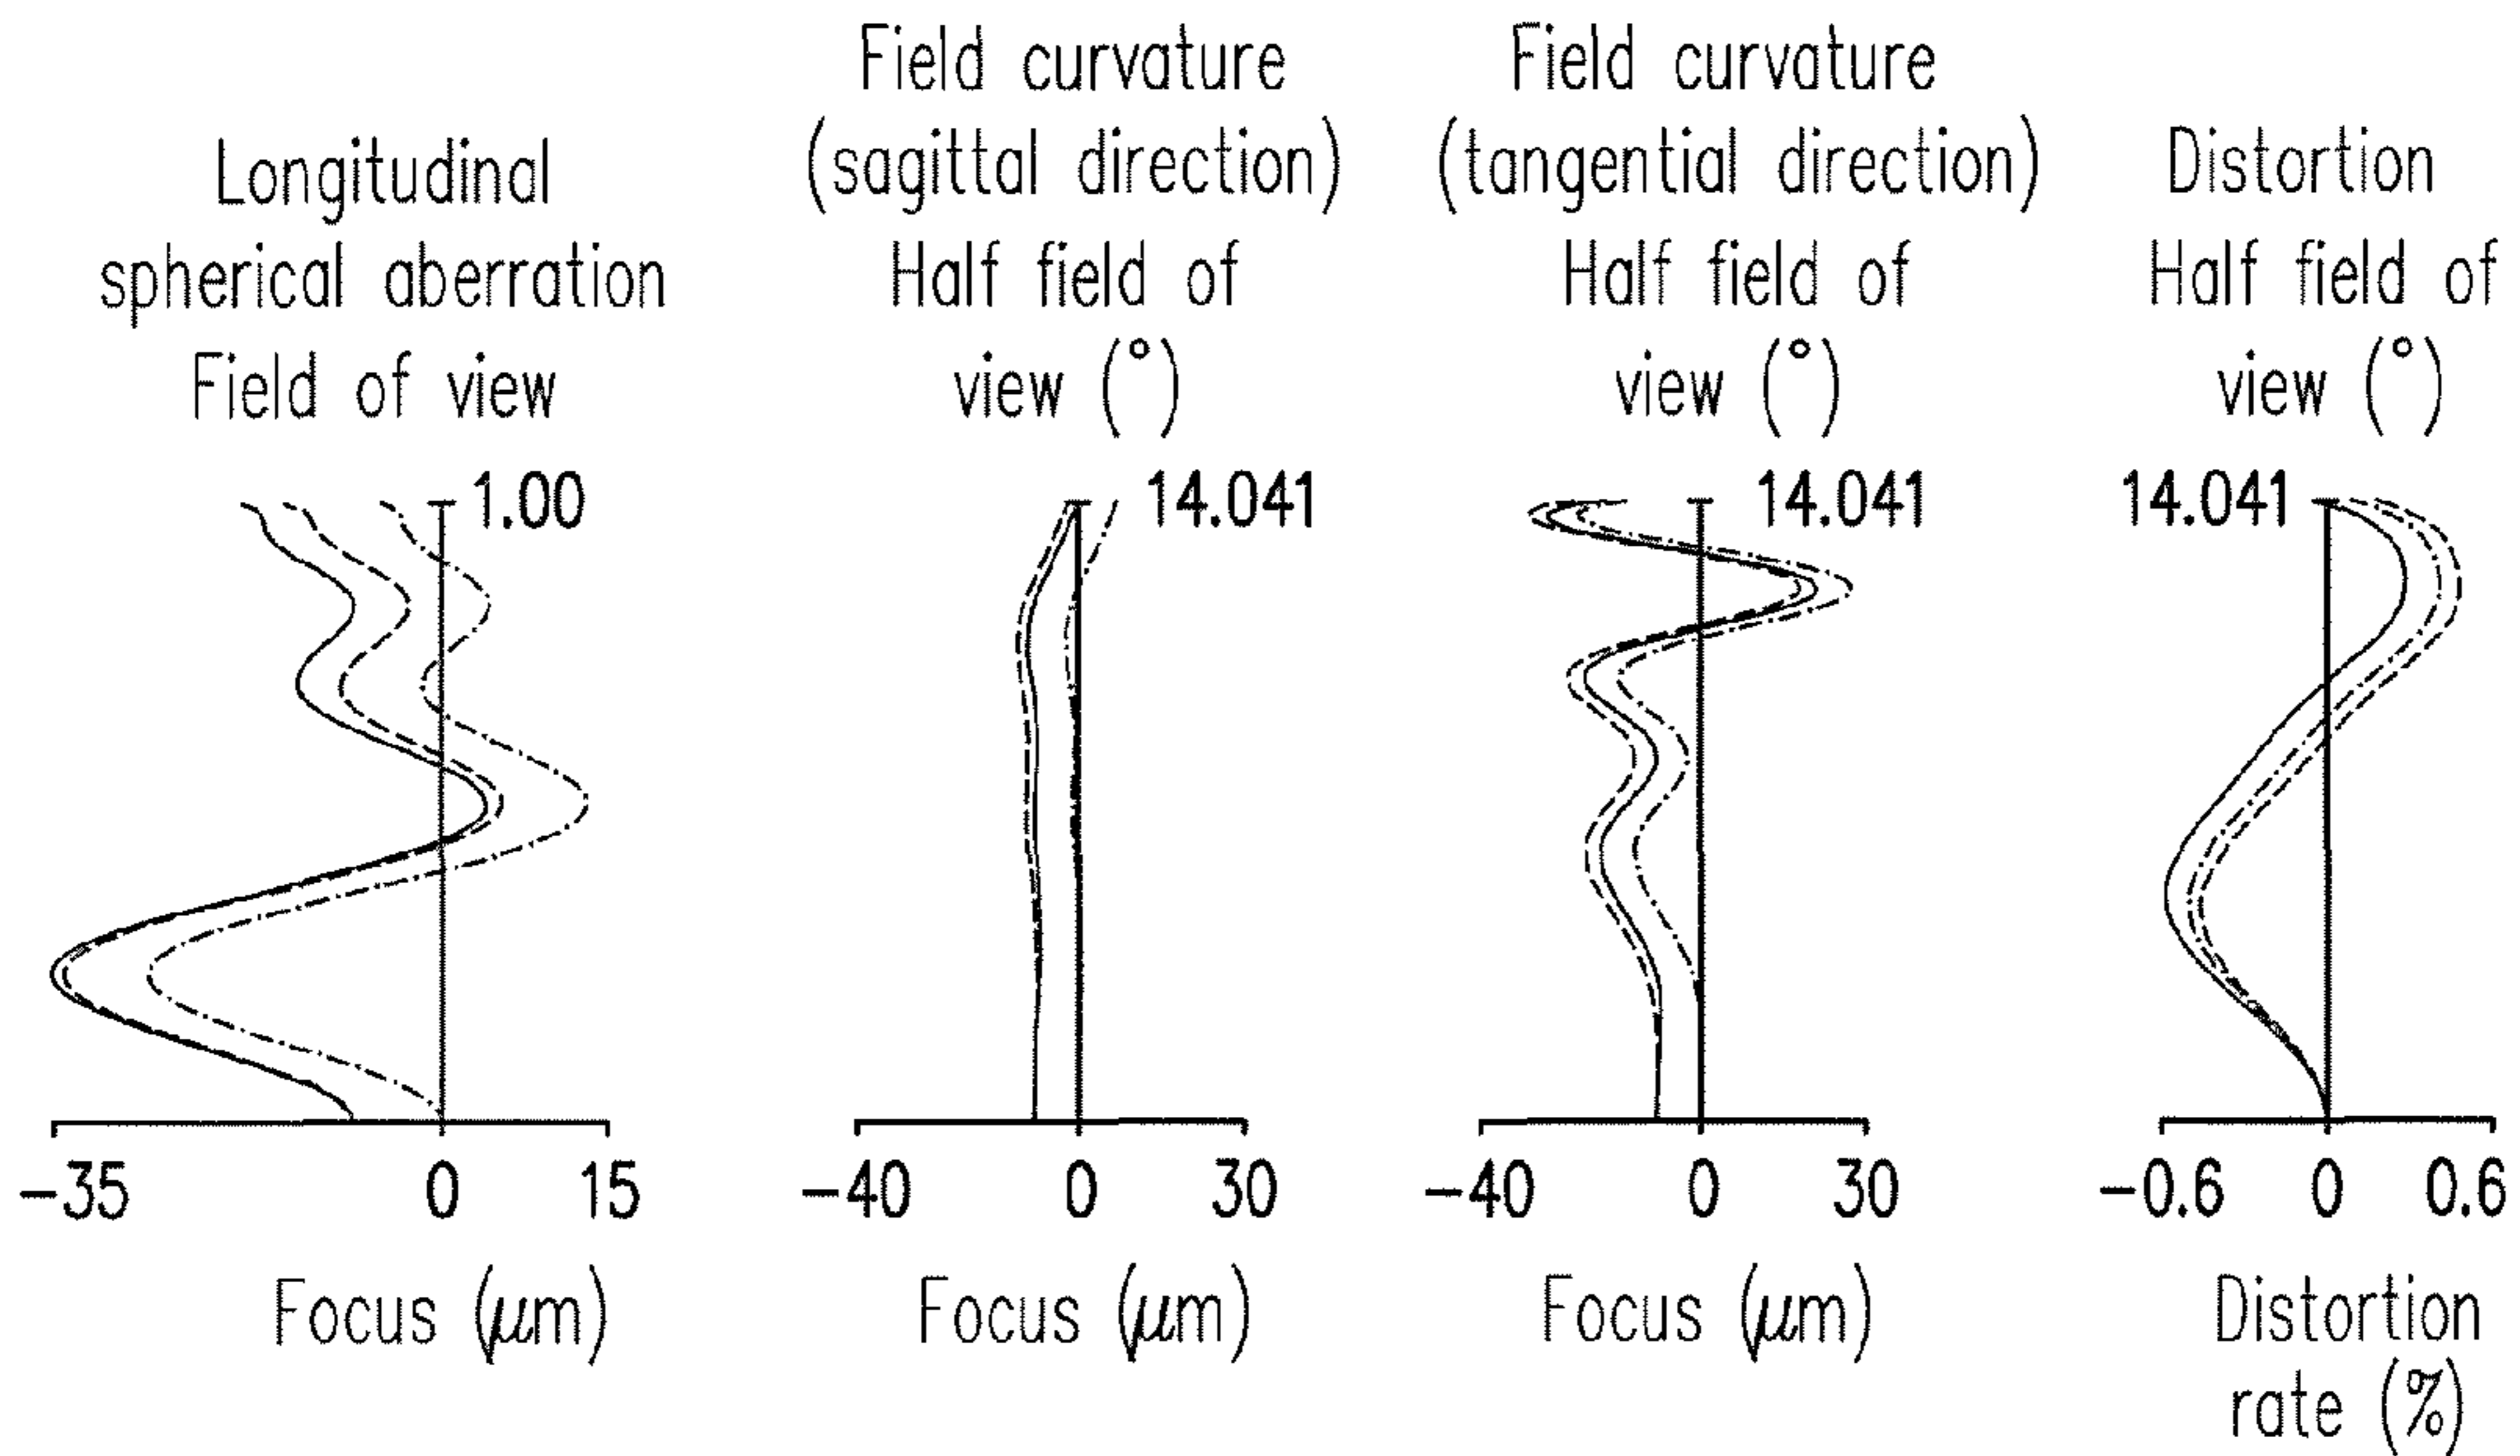 Longitudinal
spherical aberration
Field of view
1.00
-35 0 15
Focus (μm)
Field curvature
(sagittal direction)
Half field of
view (°)
14.041
-40 0 30
Focus (μm)
Field curvature
(tangential direction)
Half field of
view (°)
14.041
-40 0 30
Focus (μm)
Distortion
Half field of
view (°)
14.041
-0.6 0 0.6
Distortion
rate (%)